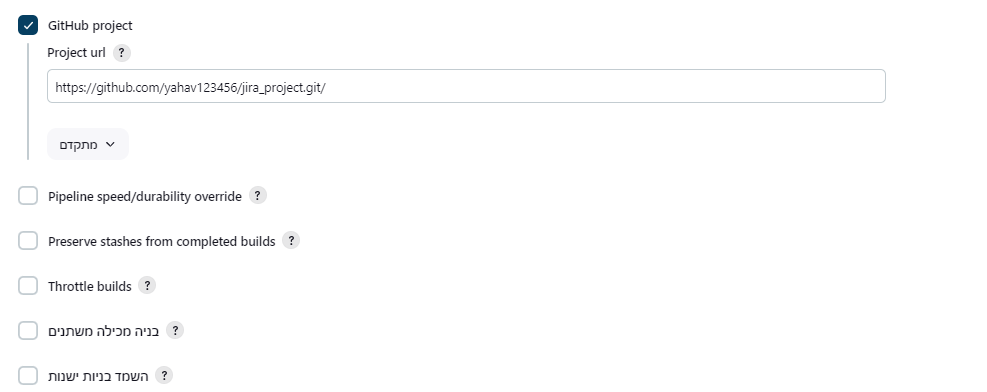 GitHub project
Project url ?
https://github.com/yahav123456/jira_project.git/
מתקדם
Pipeline speed/durability override ?
Preserve stashes from completed builds ?
Throttle builds ?
בניה מכילה משתנים ?
השמד בניות ישנות ?